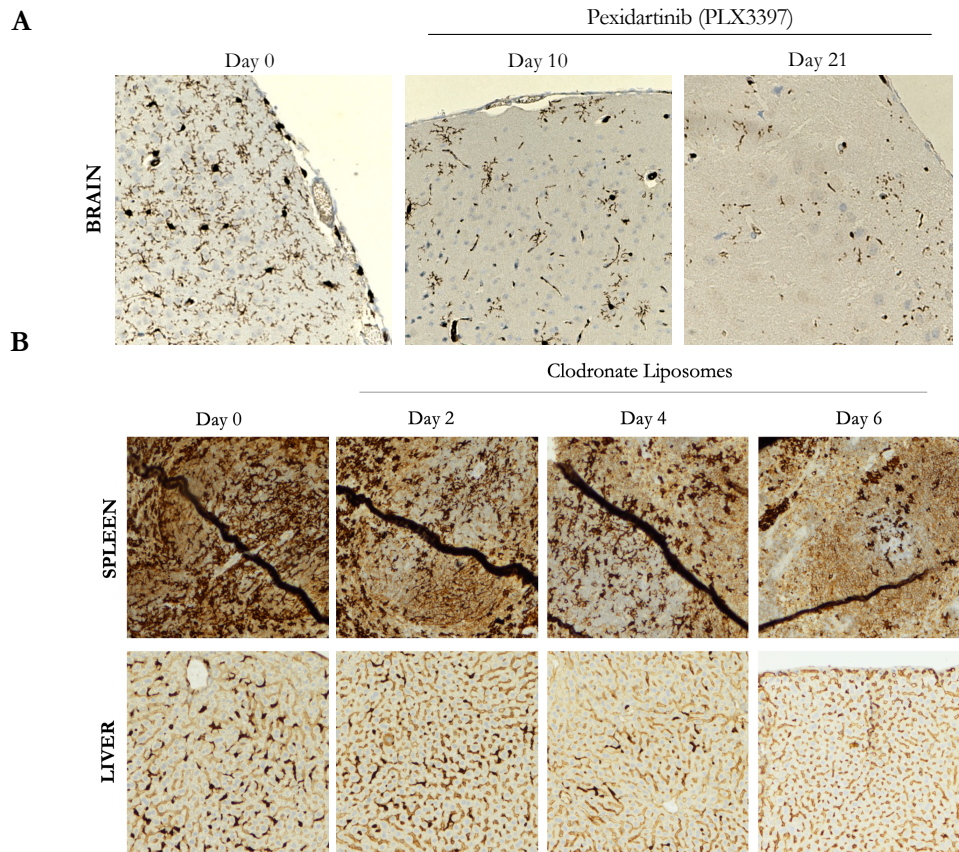 A
Pexidartinib (PLX3397)
Day 0
Day 10
Day 21
BRAIN
B
Clodronate Liposomes
Day 0
Day 2
Day 4
Day 6
SPLEEN
LIVER